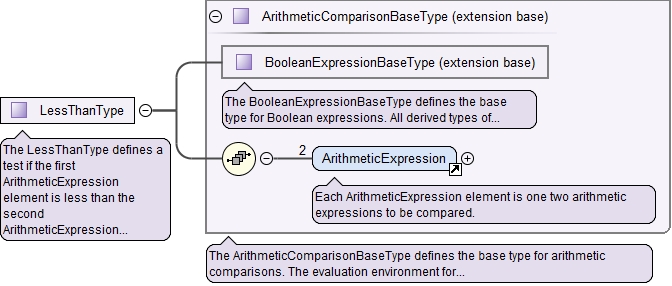 ArithmeticComparisonBaseType (extension base)
BooleanExpressionBaseType (extension base)
The BooleanExpressionBaseType defines the base
type for Boolean expressions. All derived types of...
LessThanType
The LessThanType defines a
test if the first
ArithmeticExpression
element is less than the
second
ArithmeticExpression...
2
ArithmeticExpression
Each ArithmeticExpression element is one two arithmetic
expressions to be compared.
The ArithmeticComparisonBaseType defines the base type for arithmetic
comparisons. The evaluation environment for...